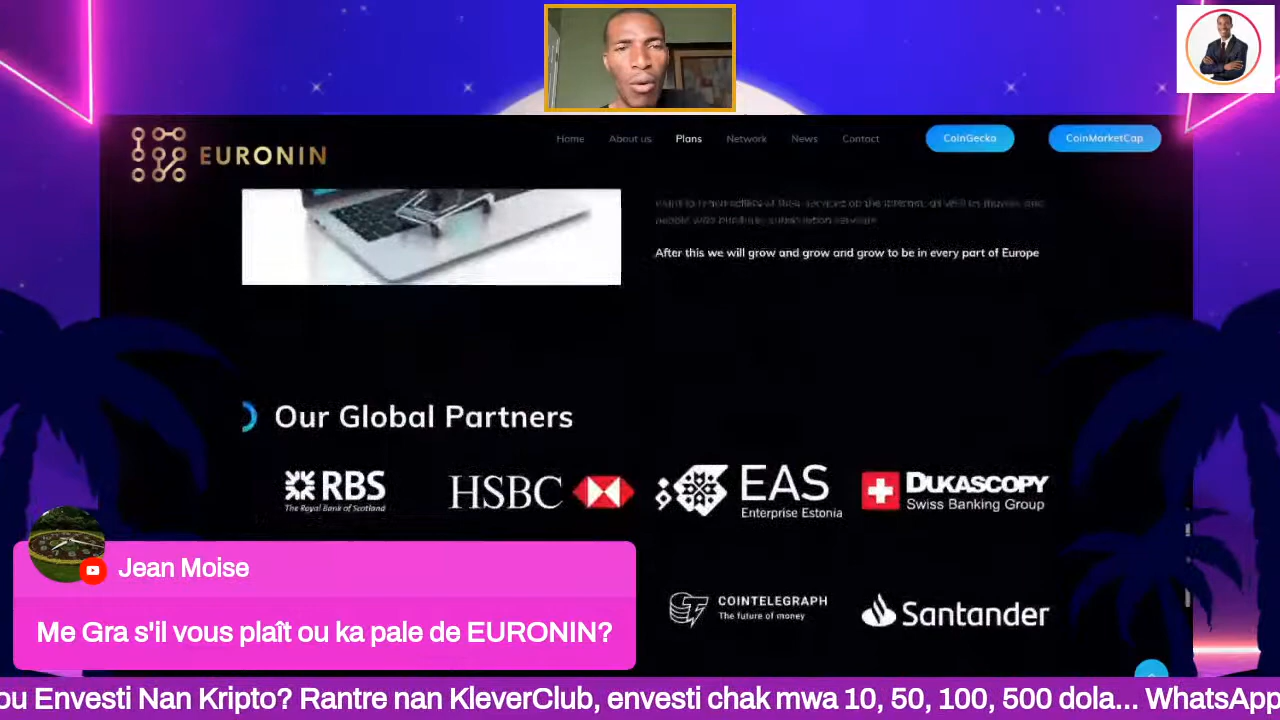 EURONIN
Home About us Plans Network News Contact CoinGecko CoinMarketCap
After this we will grow and grow and grow to be in every part of Europe
Our Global Partners
RBS
The Royal Bank of Scotland
HSBC
EAS
Enterprise Estonia
DUKASCOPY
Swiss Banking Group
COINTELEGRAPH
The future of money
Santander
Jean Moise
Me Gra s'il vous plaît ou ka pale de EURONIN?
ou Envesti Nan Kripto? Rantre nan KleverClub, envesti chak mwa 10, 50, 100, 500 dola... WhatsApp